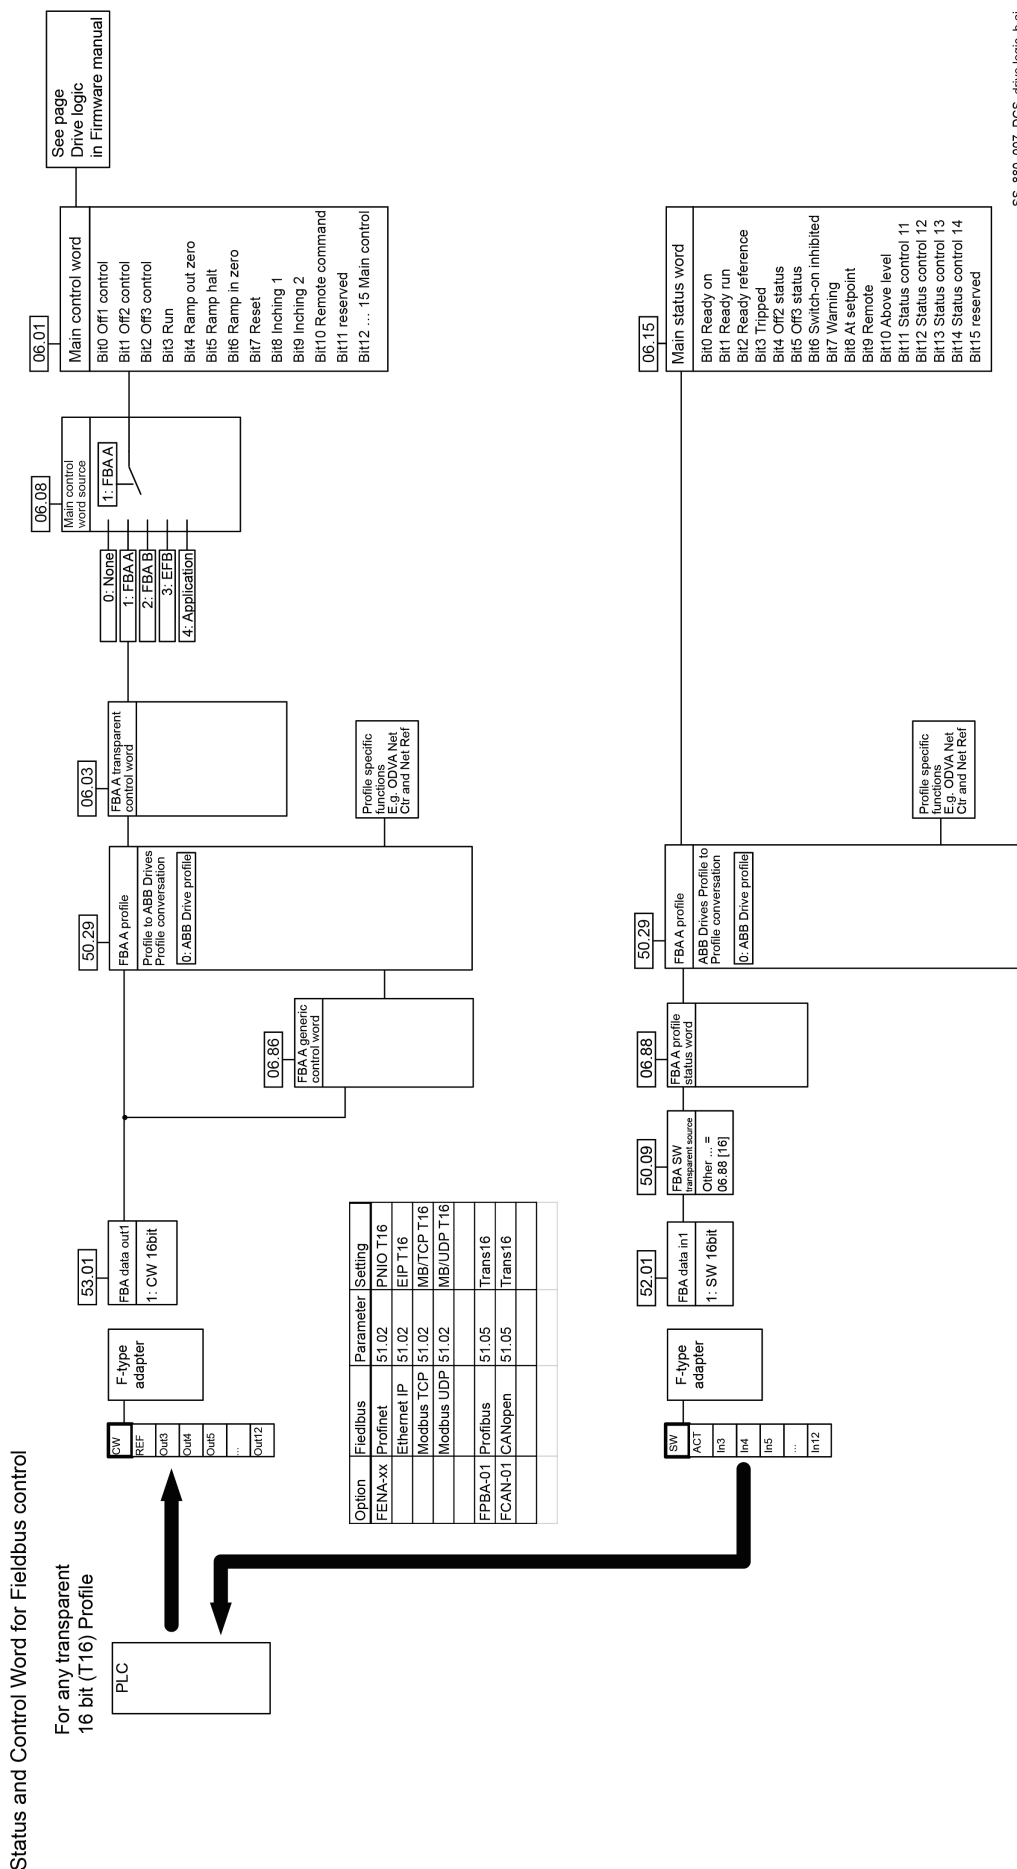 Status and Control Word for Fieldbus control
For any transparent
16 bit (T16) Profile
PLC
CW
REF
Out3
Out4
Out5
...
Out12
F-type
adapter
53.01
FBA data out1
1: CW 16bit
06.86
FBA A generic
control word
50.29
FBA A profile
Profile to ABB Drives
Profile conversation
0: ABB Drive profile
Profile specific
functions
E.g. ODVA Net
Ctr and Net Ref
06.03
FBA A transparent
control word
0: None
1: FBA A
2: FBA B
3: EFB
4: Application
06.08
Main control
word source
1: FBA A
06.01
Main control word
Bit0 Off1 control
Bit1 Off2 control
Bit2 Off3 control
Bit3 Run
Bit4 Ramp out zero
Bit5 Ramp halt
Bit6 Ramp in zero
Bit7 Reset
Bit8 Inching 1
Bit9 Inching 2
Bit10 Remote command
Bit11 reserved
Bit12 ... 15 Main control
See page
Drive logic
in Firmware manual
Option Fiedlbus Parameter Setting
FENA-xx Profinet 51.02 PNIO T16
Ethernet IP 51.02 EIP T16
Modbus TCP 51.02 MB/TCP T16
Modbus UDP 51.02 MB/UDP T16
FPBA-01 Profibus 51.05 Trans16
FCAN-01 CANopen 51.05 Trans16
SW
ACT
In3
In4
In5
...
In12
F-type
adapter
52.01
FBA data in1
1: SW 16bit
50.09
FBA SW
transparent source
Other ... =
06.88 [16]
06.88
FBA A profile
status word
50.29
FBA A profile
ABB Drives Profile to
Profile conversation
0: ABB Drive profile
Profile specific
functions
E.g. ODVA Net
Ctr and Net Ref
06.15
Main status word
Bit0 Ready on
Bit1 Ready run
Bit2 Ready reference
Bit3 Tripped
Bit4 Off2 status
Bit5 Off3 status
Bit6 Switch-on inhibited
Bit7 Warning
Bit8 At setpoint
Bit9 Remote
Bit10 Above level
Bit11 Status control 11
Bit12 Status control 12
Bit13 Status control 13
Bit14 Status control 14
Bit15 reserved